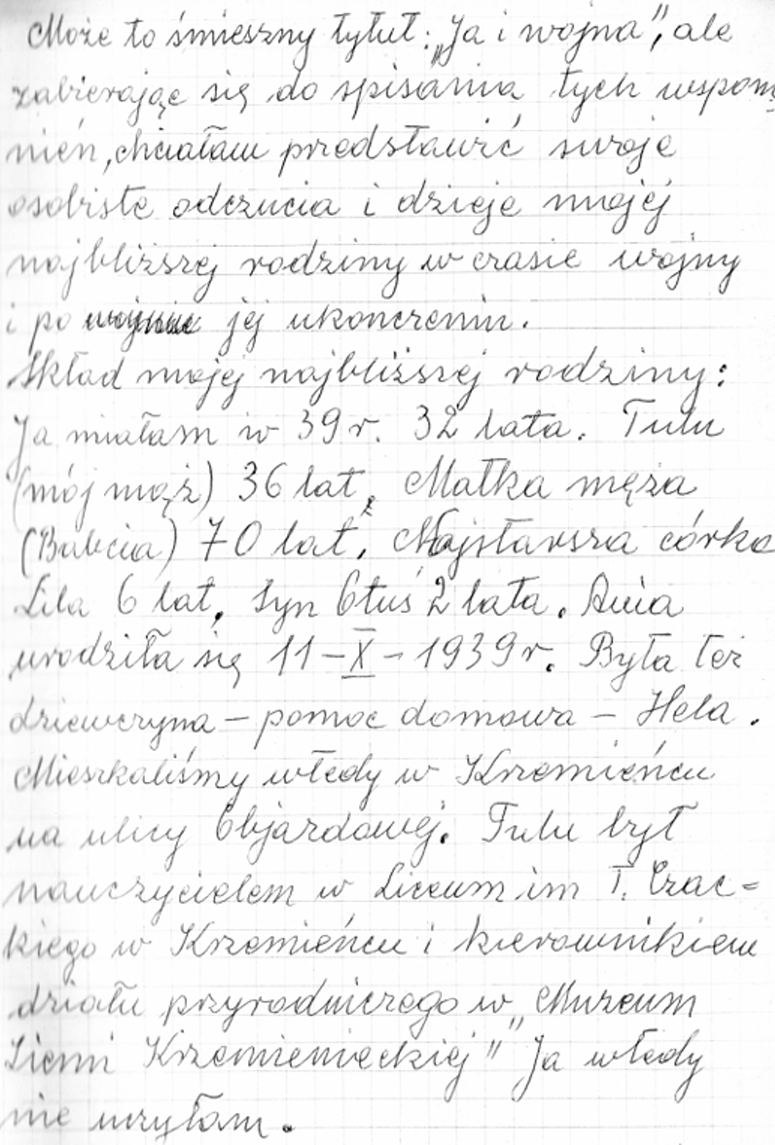 Może to śmieszny tytuł: „Ja i wojna”, ale
zabierając się do spisania tych wspom
nień, chciałam przedstawić swoje
osobiste odczucia i dzieje mojej
najbliższej rodziny w czasie wojny
i po jej ukończeniu.
Skład mojej najbliższej rodziny:
Ja miałam w 39 r. 32 lata. Tulu
(mój mąż) 36 lat, Matka męża
(Babcia) 70 lat, Najstarsza córka
Lila 6 lat, Syn Otuś 2 lata. Ania
urodziła się 11 – X – 1939 r. Była też
dziewczyna – pomoc domowa – Hela.
Mieszkaliśmy wtedy w Krzemieńcu
na ulicy Objazdowej. Tulu był
nauczycielem w Liceum im T. Czac=
kiego w Krzemieńcu i kierownikiem
działu przyrodniczego w „Muzeum
Ziemi Krzemienieckiej” Ja wtedy
nie uczyłam.